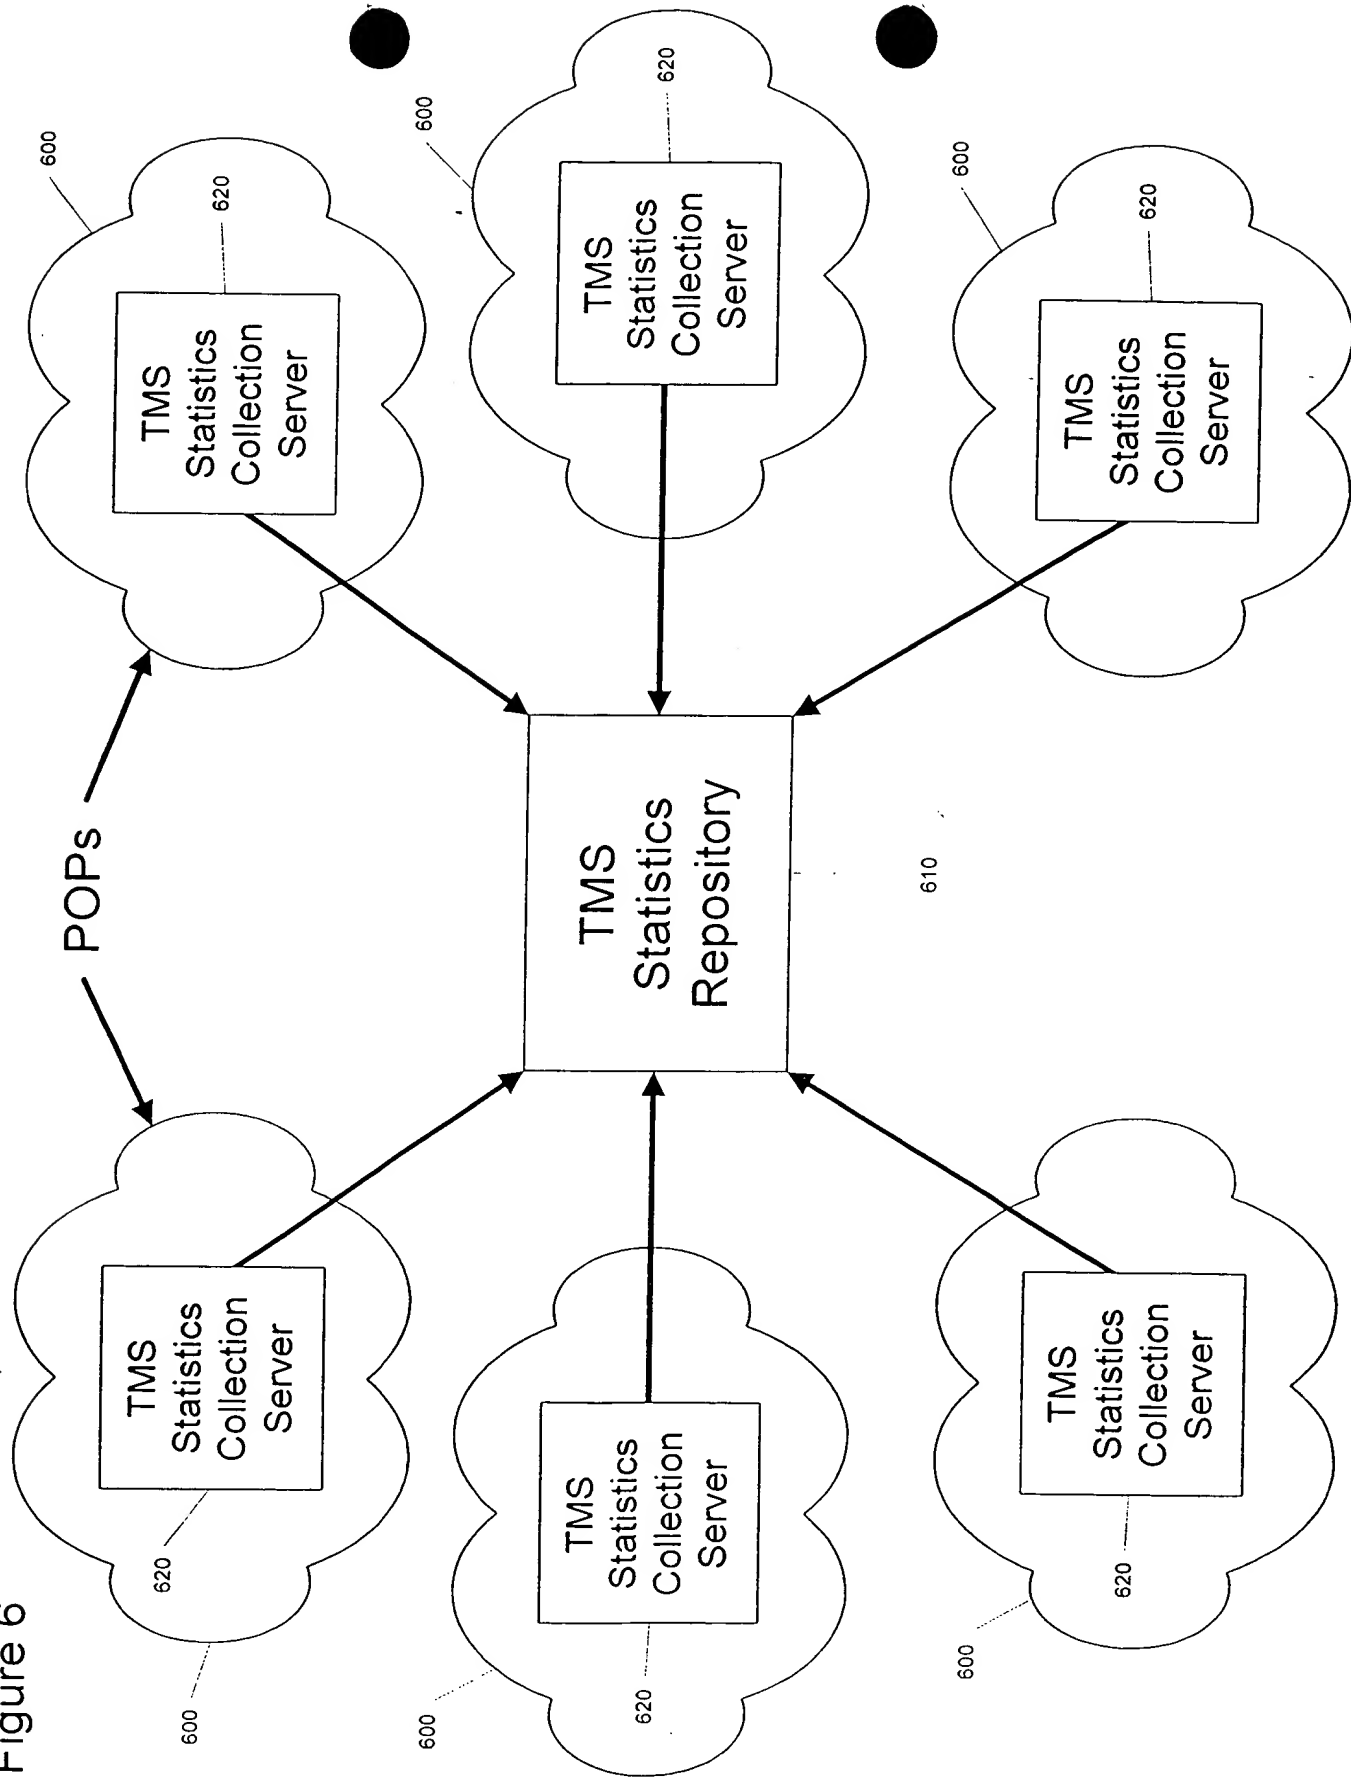 Figure 6
POPs
600
620
TMS
Statistics
Collection
Server
600
620
TMS
Statistics
Collection
Server
600
620
TMS
Statistics
Collection
Server
TMS
Statistics
Repository
610
600
620
TMS
Statistics
Collection
Server
600
620
TMS
Statistics
Collection
Server
600
620
TMS
Statistics
Collection
Server